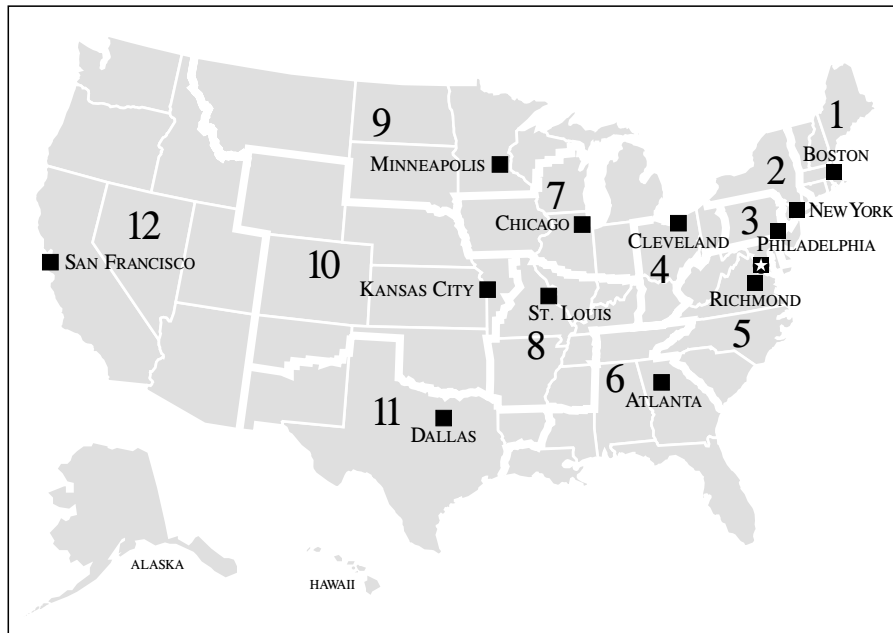 1
9
BOSTON
MINNEAPOLIS
2
7
NEW YORK
12
CHICAGO
3
CLEVELAND
PHILADELPHIA
SAN FRANCISCO
10
4
KANSAS CITY
RICHMOND
ST. LOUIS
5
8
6
ATLANTA
11
DALLAS
ALASKA
HAWAII